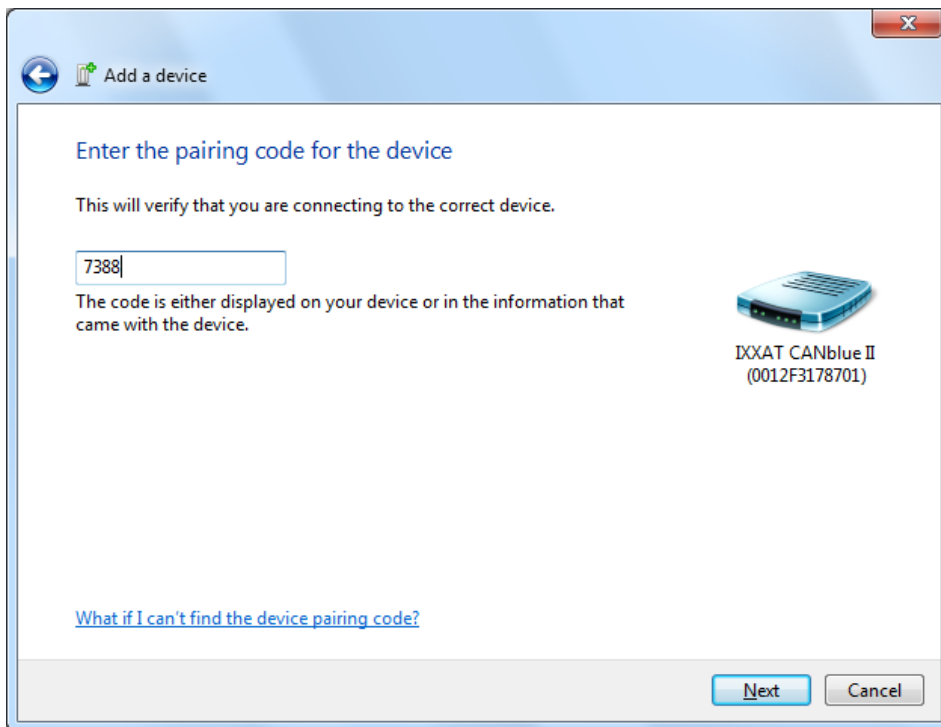 Add a device
Enter the pairing code for the device
This will verify that you are connecting to the correct device.
7388
The code is either displayed on your device or in the information that
came with the device.
IXXAT CANblue II
(0012F3178701)
What if I can't find the device pairing code?
Next
Cancel